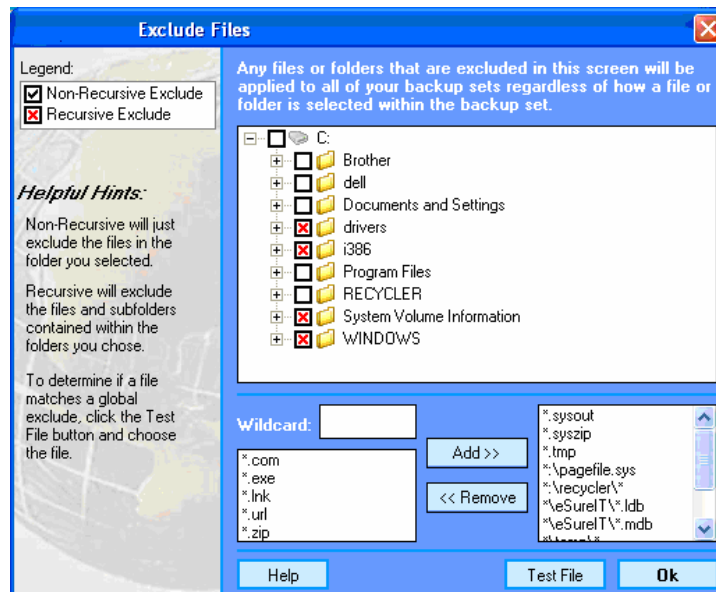 Exclude Files
Legend:
Non-Recursive Exclude
Recursive Exclude
Helpful Hints:
Non-Recursive will just
exclude the files in the
folder you selected.
Recursive will exclude
the files and subfolders
contained within the
folders you chose.
To determine if a file
matches a global
exclude, click the Test
File button and choose
the file.
Any files or folders that are excluded in this screen will be
applied to all of your backup sets regardless of how a file or
folder is selected within the backup set.
C:
Brother
dell
Documents and Settings
drivers
i386
Program Files
RECYCLER
System Volume Information
WINDOWS
Wildcard:
*.com
*.exe
*.lnk
*.url
*.zip
Add >>
<< Remove
*.sysout
*.syszip
*.tmp
*:\pagefile.sys
*:\recycler\*
*\eSureIT\*.ldb
*\eSureIT\*.mdb
Help
Test File
Ok